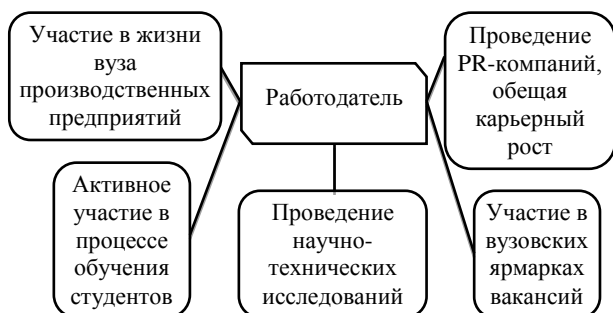 Участие в жизни
вуза
производственных
предприятий
Работодатель
Проведение
PR-компаний,
обещая
карьерный
рост
Активное
участие в
процессе
обучения
студентов
Проведение
научно-
технических
исследований
Участие в
вузовских
ярмарках
вакансий